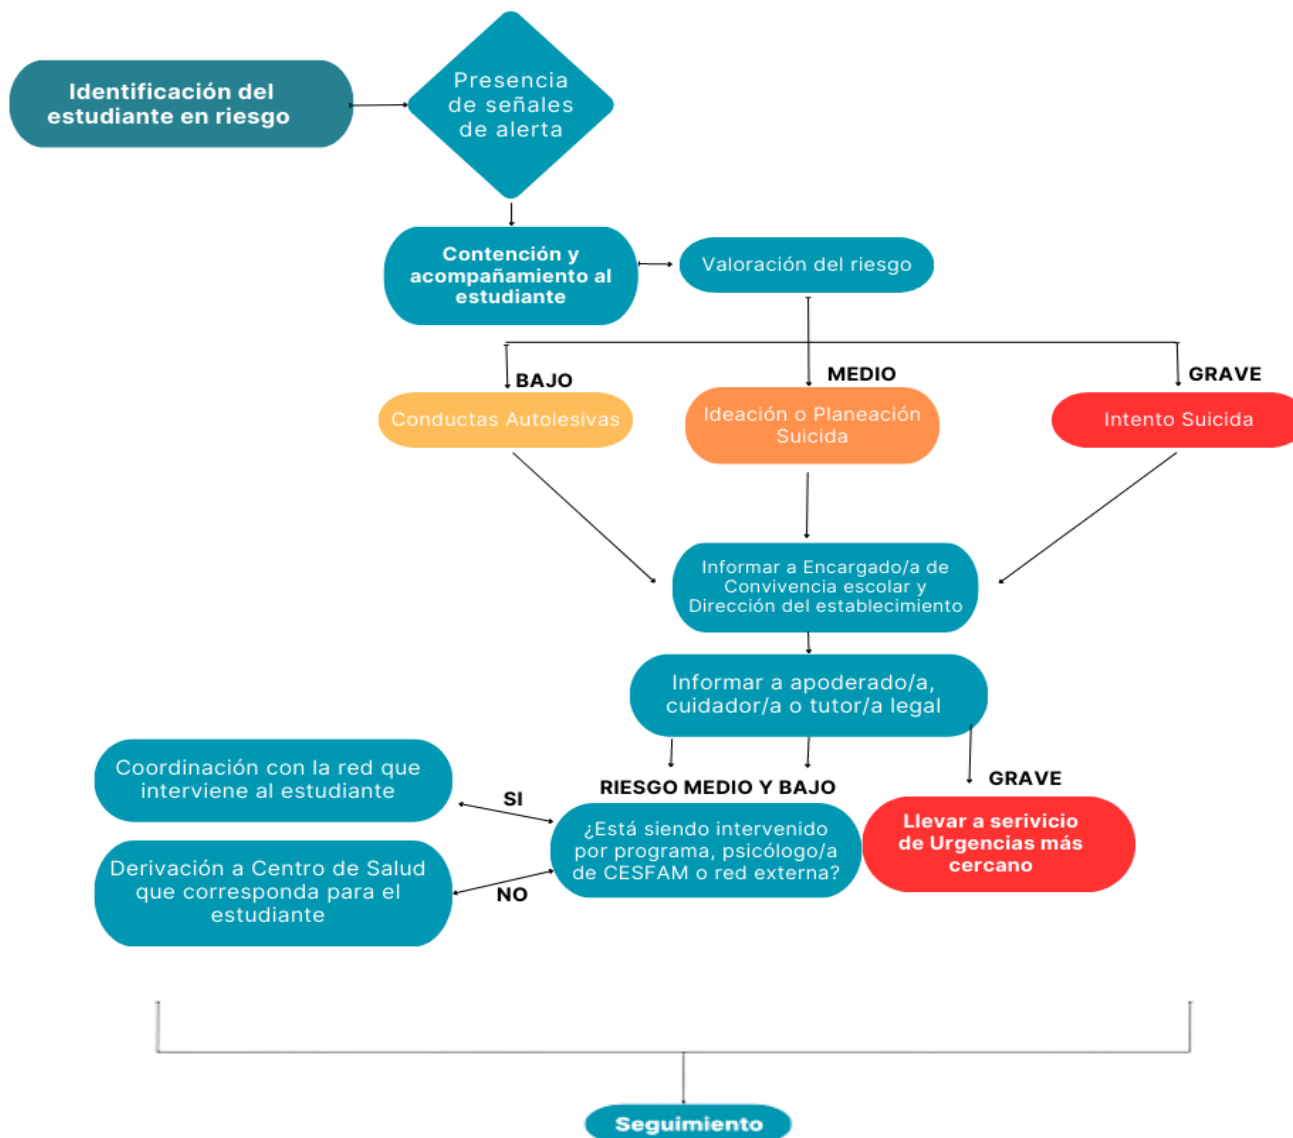 Identificación del
estudiante en riesgo
Presencia
de señales
de alerta
Contención y
acompañamiento al
estudiante
Valoración del riesgo
BAJO
MEDIO
GRAVE
Conductas Autolesivas
Ideación o Planeación
Suicida
Intento Suicida
Informar a Encargado/a de
Convivencia escolar y
Dirección del establecimiento
Informar a apoderado/a,
cuidador/a o tutor/a legal
RIESGO MEDIO Y BAJO
GRAVE
Coordinación con la red que
interviene al estudiante
SI
¿Está siendo intervenido
por programa, psicólogo/a
de CESFAM o red externa?
Llevar a serivicio
de Urgencias más
cercano
Derivación a Centro de Salud
que corresponda para el
estudiante
NO
Seguimiento